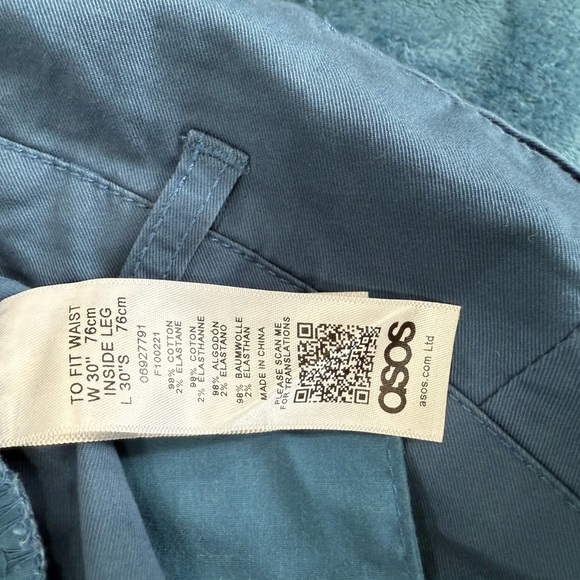 TO FIT WAIST
W 30" 76cm
INSIDE LEG
L 30"S 76cm
06927791
F100221
98% COTTON
2% ELASTANE
98% COTON
2% ELASTHANNE
98% ALGODÓN
2% ELASTANO
98% BAUMWOLLE
2% ELASTHAN
MADE IN CHINA
PLEASE SCAN ME
FOR TRANSLATIONS
asos
asos.com Ltd